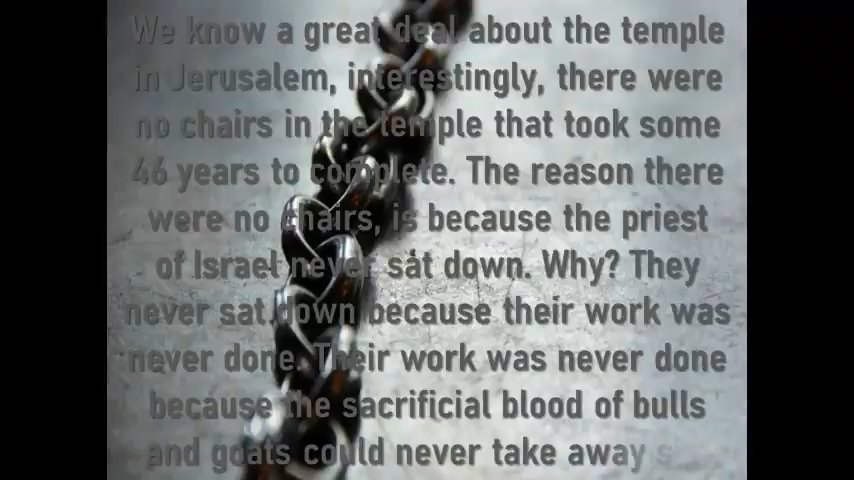 We know a great deal about the temple
in Jerusalem, interestingly, there were
no chairs in the temple that took some
46 years to complete. The reason there
were no chairs, is because the priest
of Israel never sat down. Why? They
never sat down because their work was
never done. Their work was never done
because the sacrificial blood of bulls
and goats could never take away